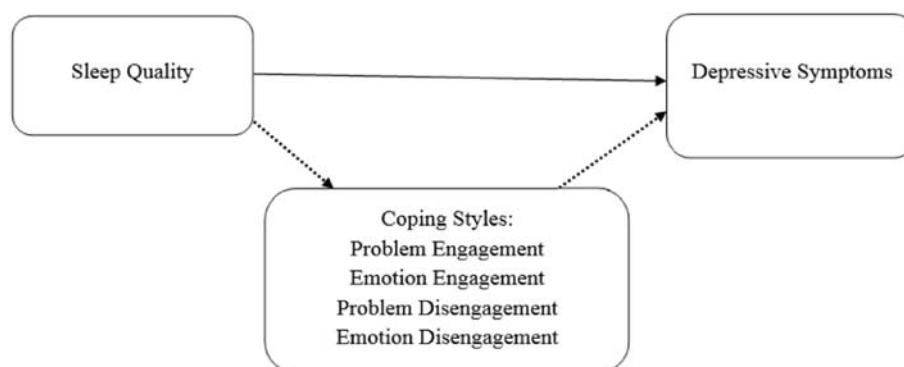 Sleep Quality
Depressive Symptoms
Coping Styles:
Problem Engagement
Emotion Engagement
Problem Disengagement
Emotion Disengagement